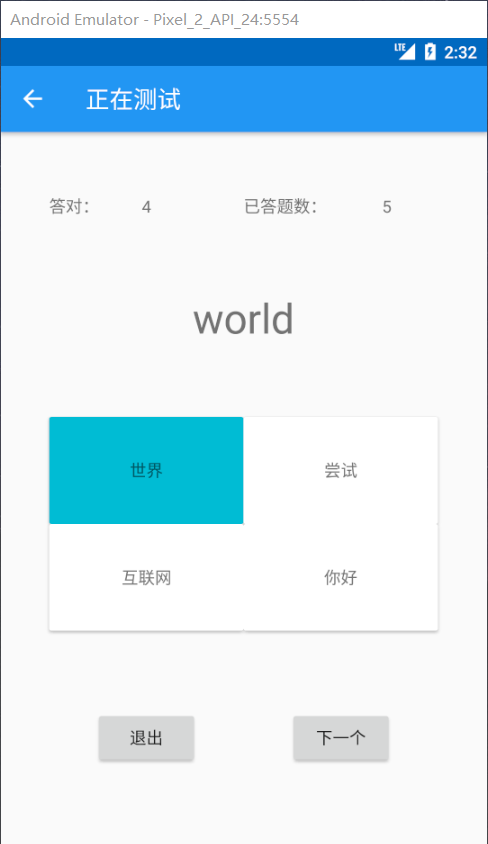 Android Emulator - Pixel_2_API_24:5554
LTE 2:32
正在测试
答对： 4 已答题数： 5
world
世界 尝试
互联网 你好
退出 下一个